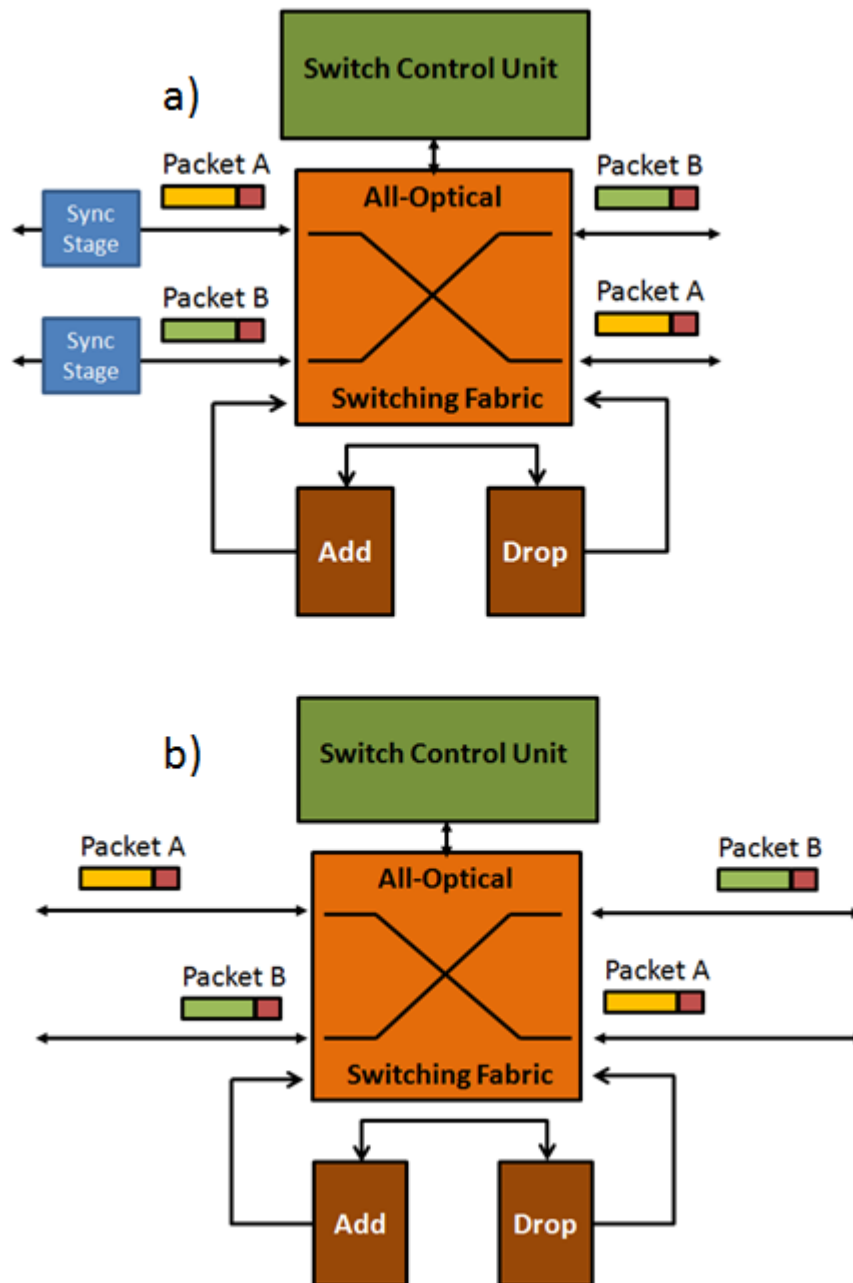 Switch Control Unit
a)
Packet A
Packet B
Sync
Stage
All-Optical
Packet B
Packet A
Sync
Stage
Switching Fabric
Add
Drop
Switch Control Unit
b)
Packet A
Packet B
All-Optical
Packet B
Packet A
Switching Fabric
Add
Drop